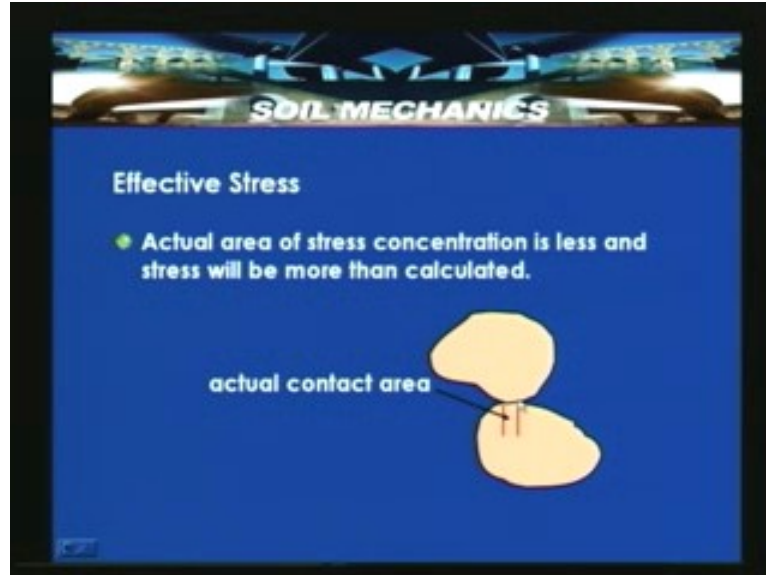 SOIL MECHANICS
Effective Stress
Actual area of stress concentration is less and
stress will be more than calculated.
actual contact area